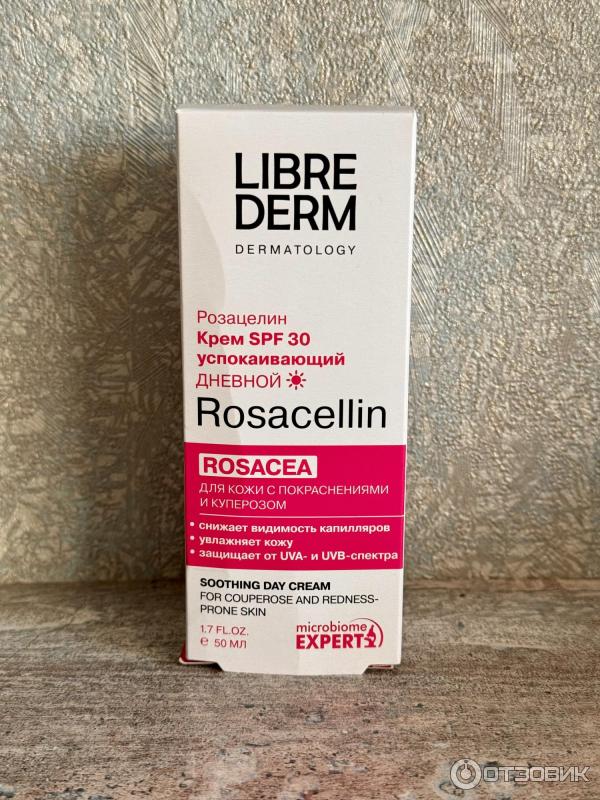 LIBRE
DERM
DERMATOLOGY
Розацелин
Крем SPF 30
успокаивающий
ДНЕВНОЙ
Rosacellin
ROSACEA
ДЛЯ КОЖИ С ПОКРАСНЕНИЯМИ
И КУПЕРОЗОМ
• снижает видимость капилляров
• увлажняет кожу
• защищает от UVA- и UVB-спектра
SOOTHING DAY CREAM
FOR COUPEROSE AND REDNESS-
PRONE SKIN
1.7 FL.OZ.
℮ 50 МЛ
microbiome
EXPERT
ОТЗОВИК